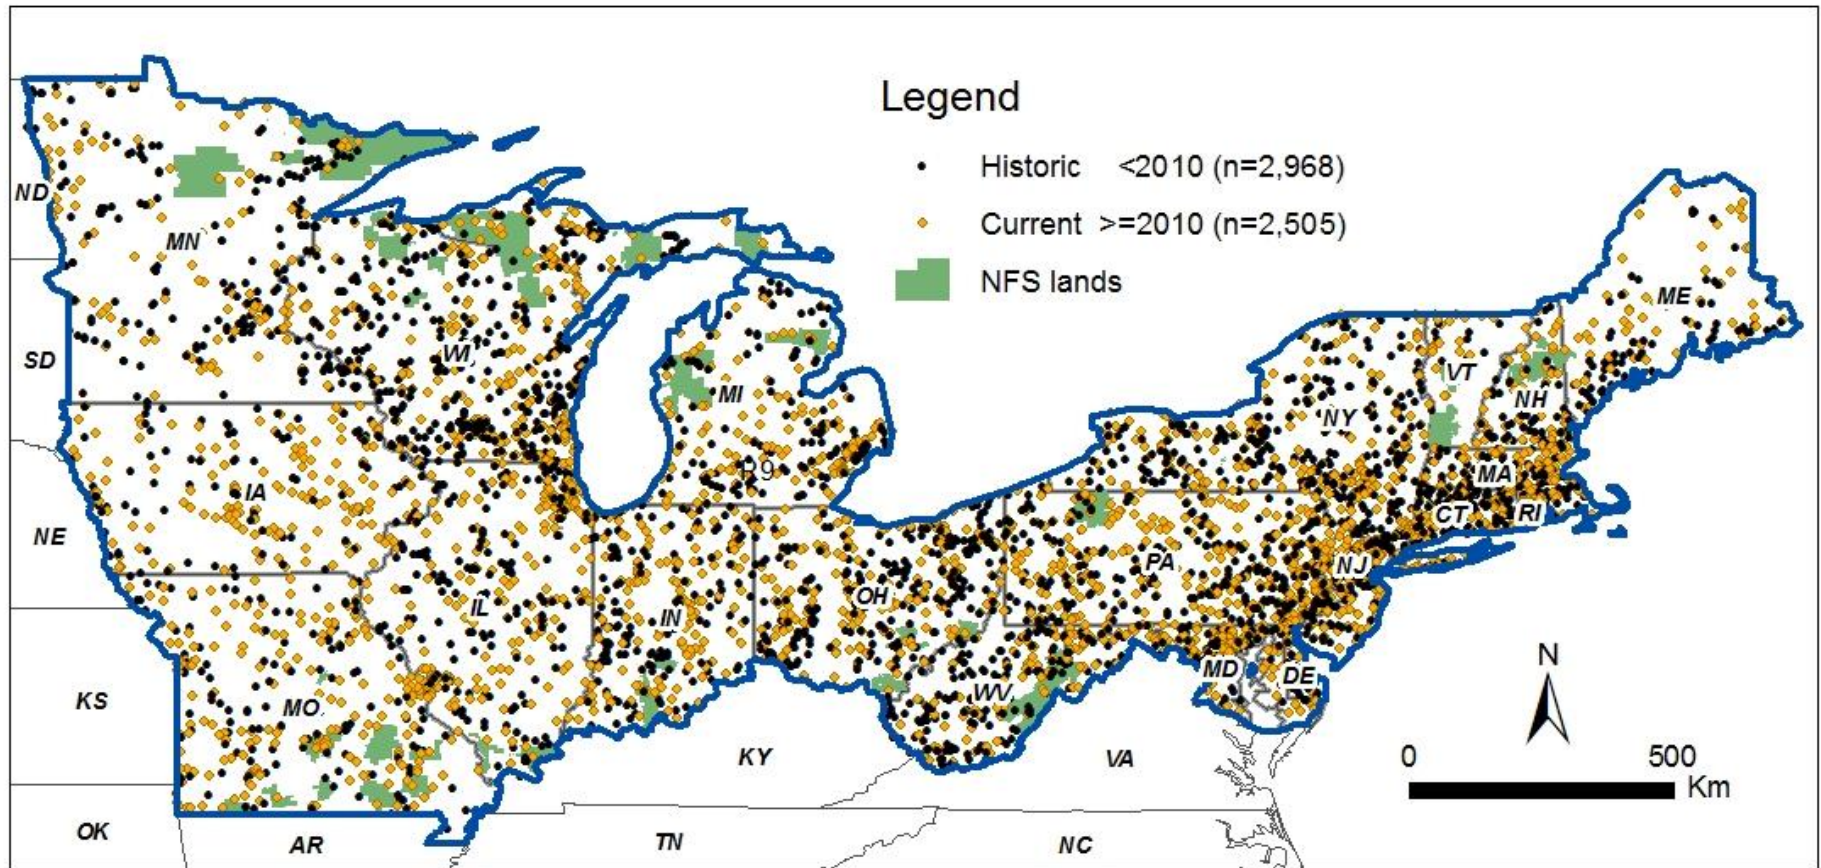 Legend
Historic <2010 (n=2,968)
Current >=2010 (n=2,505)
NFS lands
ND
MN
ME
SD
WI
MI
VT
NH
NY
R9
MA
IA
CT
RI
NE
PA
NJ
OH
IL
IN
N
MD
DE
KS
MO
WV
KY
VA
0 500
Km
OK
AR
TN
NC